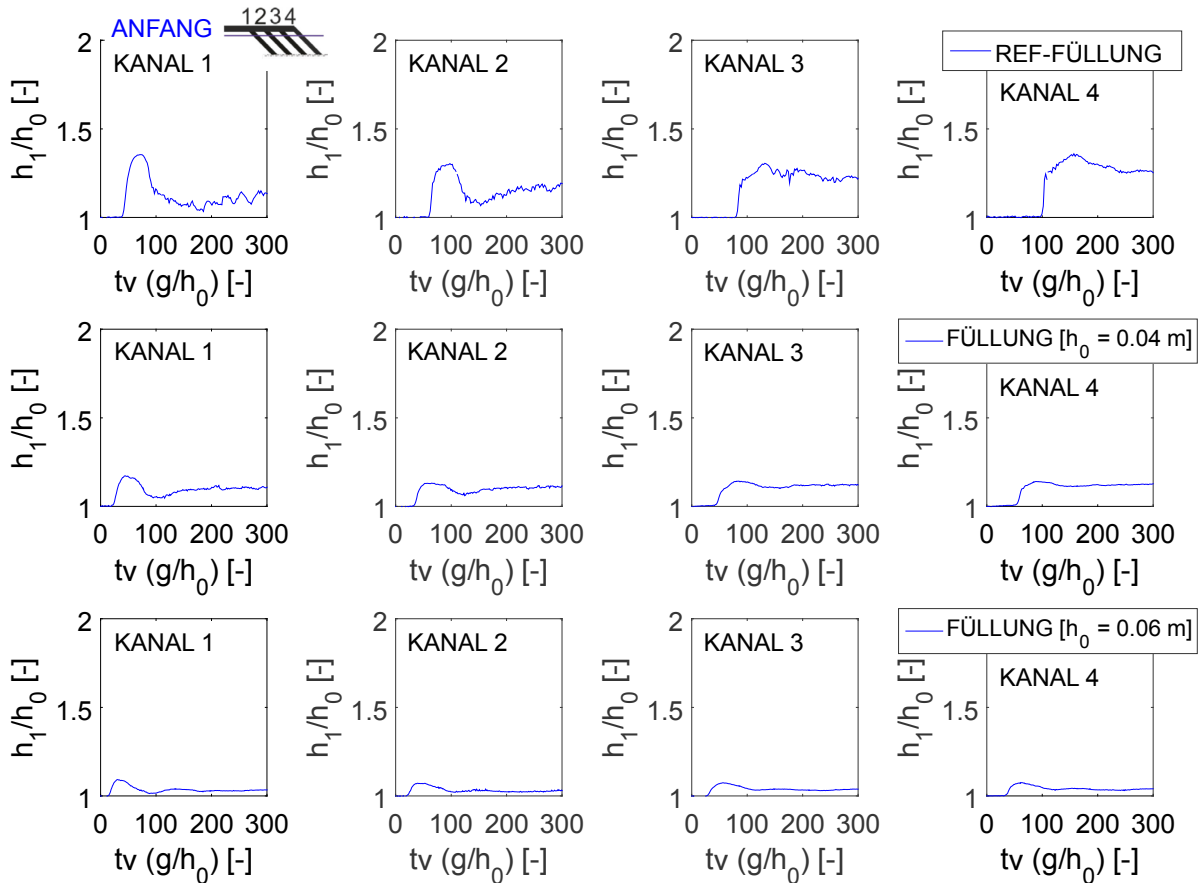 1234
ANFANG
2
KANAL 1
KANAL 2
KANAL 3
REF-FÜLLUNG
KANAL 4
h₁/h₀ [-]
1.5
1
0 100 200 300
tv (g/h₀) [-]
h₁/h₀ [-]
2
1.5
1
0 100 200 300
tv (g/h₀) [-]
h₁/h₀ [-]
2
1.5
1
0 100 200 300
tv (g/h₀) [-]
h₁/h₀ [-]
1.5
1
0 100 200 300
tv (g/h₀) [-]
KANAL 1
KANAL 2
KANAL 3
FÜLLUNG [h₀ = 0.04 m]
KANAL 4
h₁/h₀ [-]
2
1.5
1
0 100 200 300
tv (g/h₀) [-]
h₁/h₀ [-]
2
1.5
1
0 100 200 300
tv (g/h₀) [-]
h₁/h₀ [-]
2
1.5
1
0 100 200 300
tv (g/h₀) [-]
h₁/h₀ [-]
1.5
1
0 100 200 300
tv (g/h₀) [-]
KANAL 1
KANAL 2
KANAL 3
FÜLLUNG [h₀ = 0.06 m]
KANAL 4
h₁/h₀ [-]
2
1.5
1
0 100 200 300
tv (g/h₀) [-]
h₁/h₀ [-]
2
1.5
1
0 100 200 300
tv (g/h₀) [-]
h₁/h₀ [-]
2
1.5
1
0 100 200 300
tv (g/h₀) [-]
h₁/h₀ [-]
1.5
1
0 100 200 300
tv (g/h₀) [-]